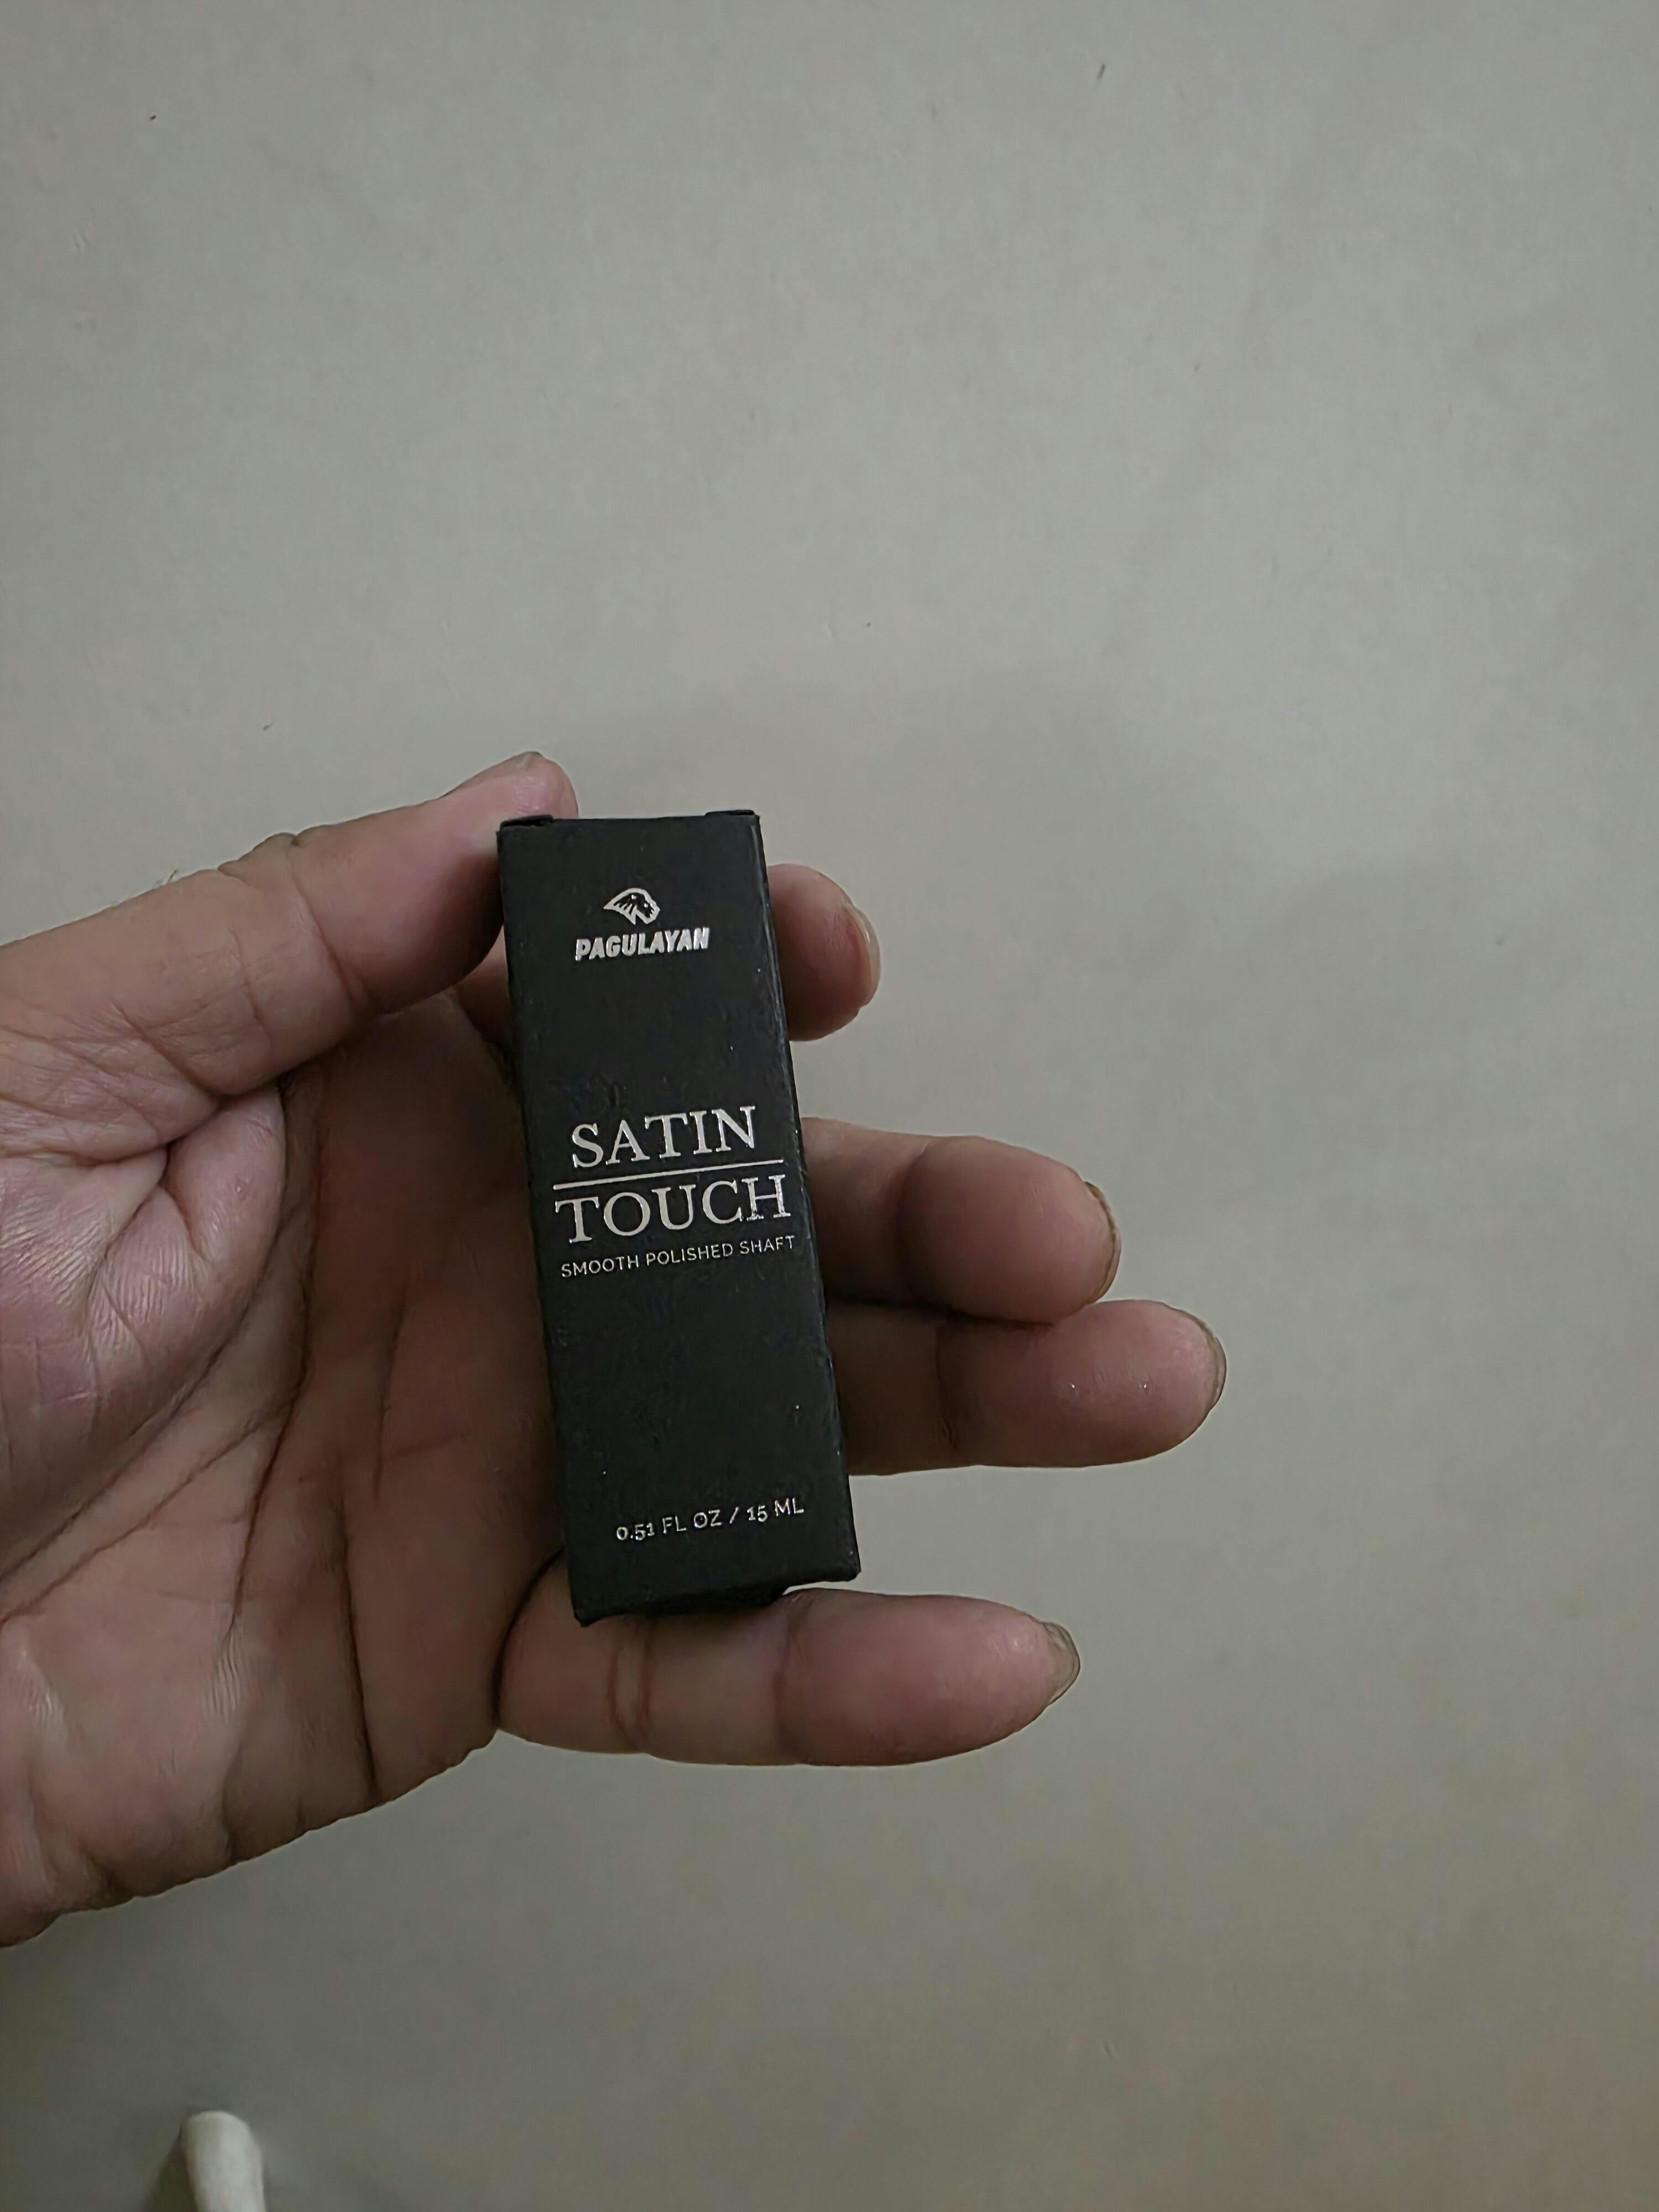 PAGULAYAN
SATIN
TOUCH
SMOOTH POLISHED SHAFT
0.51 FL OZ / 15 ML